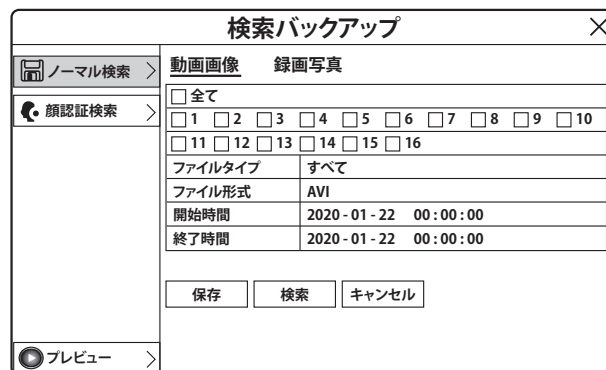 検索バックアップ
ノーマル検索
顔認証検索
プレビュー
動画画像 録画写真
全て
1 2 3 4 5 6 7 8 9 10
11 12 13 14 15 16
ファイルタイプ すべて
ファイル形式 AVI
開始時間 2020 - 01 - 22 00 : 00 : 00
終了時間 2020 - 01 - 22 00 : 00 : 00
保存 検索 キャンセル